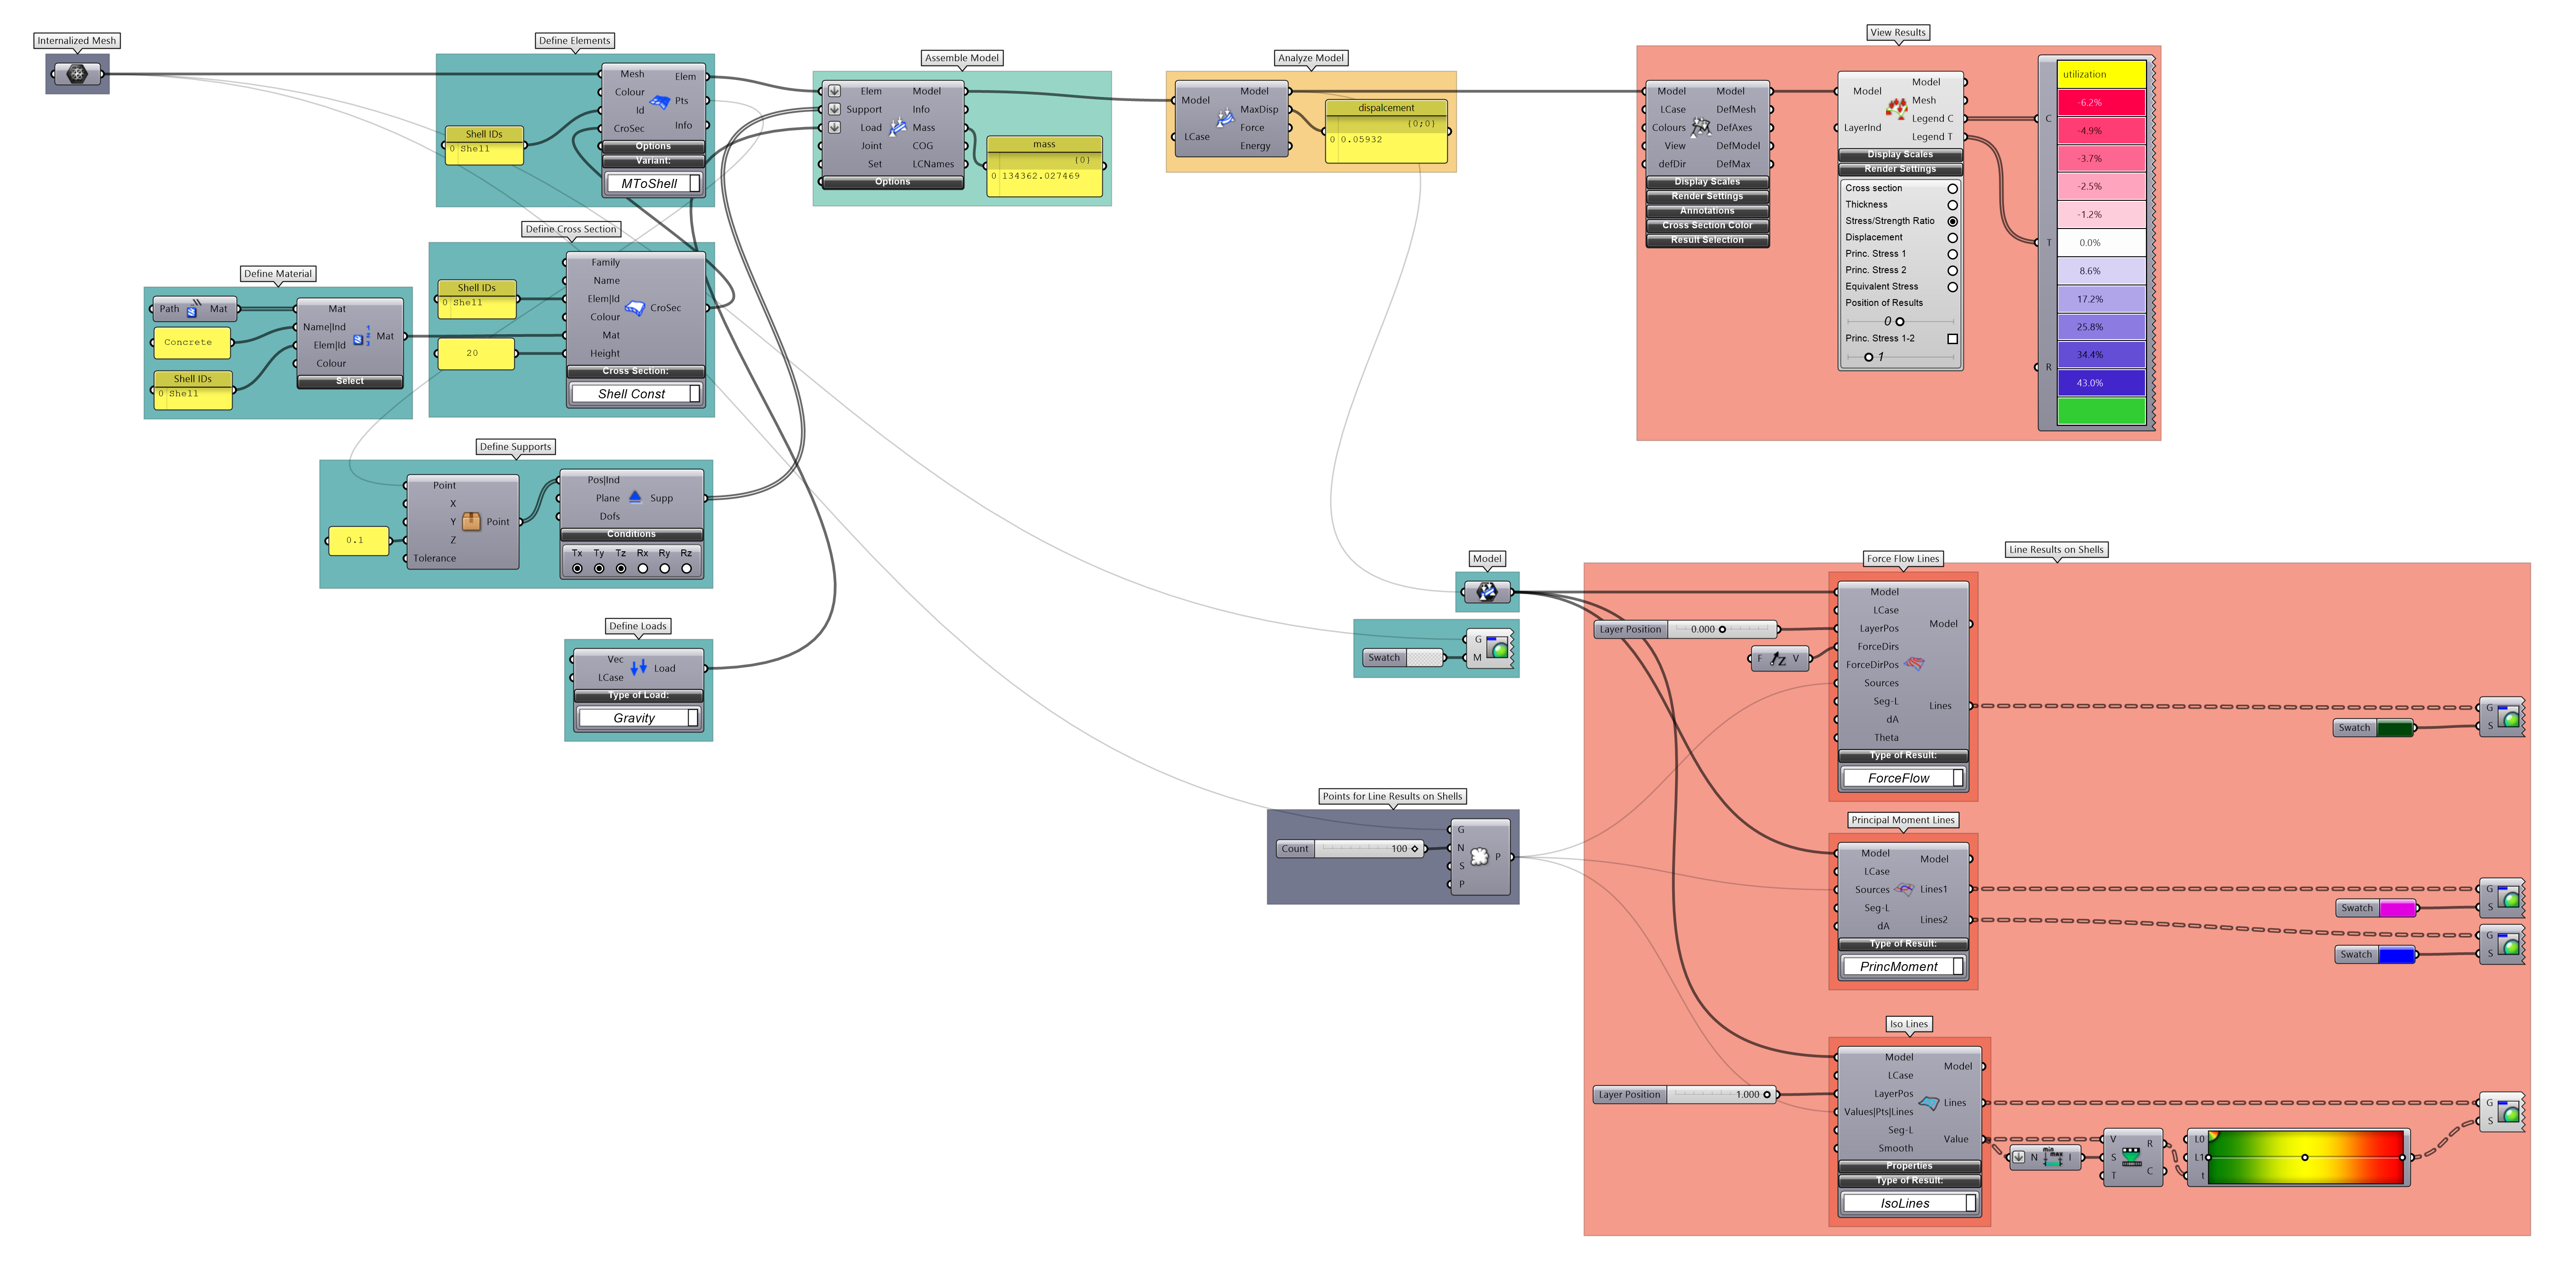 Internalized Mesh
Define Elements
Mesh
Colour
Id
CroSec
Elem
Pts
Info
Options
Variant:
MToShell
Shell IDs
0 Shell
Define Cross Section
Family
Name
Elem|Id
Colour
Mat
Height
CroSec
Cross Section:
Shell Const
Shell IDs
0 Shell
20
Define Material
Path
Mat
Concrete
Shell IDs
0 Shell
Mat
Name|Ind
Elem|Id
Colour
Mat
1
2
3
Select
Define Supports
Point
X
Y
Z
Tolerance
Point
0.1
Pos|Ind
Plane
Dofs
Supp
Conditions
Tx Ty Tz Rx Ry Rz
Define Loads
Vec
LCase
Load
Type of Load:
Gravity
Assemble Model
Elem
Support
Load
Joint
Set
Model
Info
Mass
COG
LCNames
Options
mass
{0}
0 134362.027469
Analyze Model
Model
LCase
Model
MaxDisp
Force
Energy
dispalcement
{0;0}
0 0.05932
View Results
Model
LCase
Colours
View
defDir
Model
DefMesh
DefAxes
DefModel
DefMax
Display Scales
Render Settings
Annotations
Cross Section Color
Result Selection
Model
LayerInd
Model
Mesh
Legend C
Legend T
Display Scales
Render Settings
Cross section
Thickness
Stress/Strength Ratio
Displacement
Princ. Stress 1
Princ. Stress 2
Equivalent Stress
Position of Results
0
Princ. Stress 1-2
1
C
T
R
utilization
-6.2%
-4.9%
-3.7%
-2.5%
-1.2%
0.0%
8.6%
17.2%
25.8%
34.4%
43.0%
Model
Swatch
G
M
Points for Line Results on Shells
Count
100
G
N
S
P
P
Line Results on Shells
Force Flow Lines
Layer Position
0.000
F
Z
V
Model
LCase
LayerPos
ForceDirs
ForceDirPos
Sources
Seg-L
dA
Theta
Model
Lines
Type of Result:
ForceFlow
Swatch
G
S
Principal Moment Lines
Model
LCase
Sources
Seg-L
dA
Model
Lines1
Lines2
Type of Result:
PrincMoment
Swatch
G
S
Swatch
G
S
Iso Lines
Layer Position
1.000
Model
LCase
LayerPos
Values|Pts|Lines
Seg-L
Smooth
Model
Lines
Value
Properties
Type of Result:
IsoLines
N
min
max
I
V
S
T
R
C
L0
L1
t
G
S